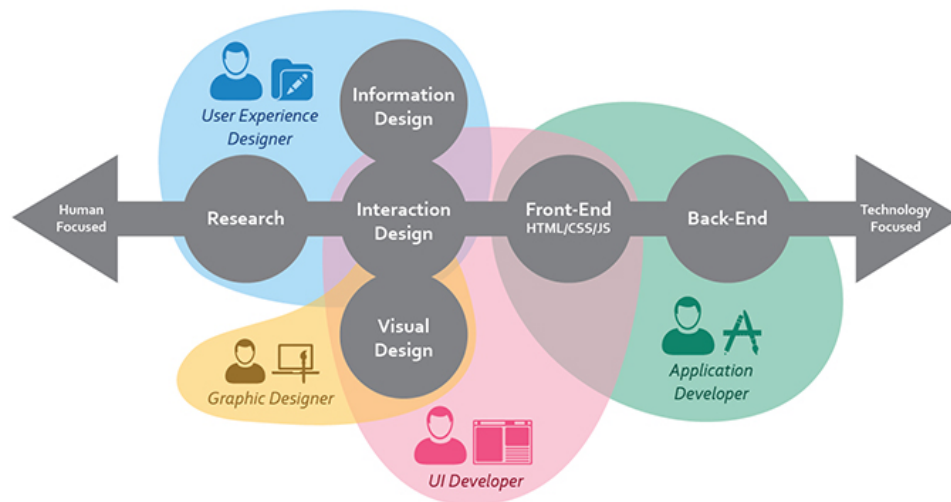 User Experience
Designer
Information
Design
Human
Focused
Research
Interaction
Design
Front-End
HTML/CSS/JS
Back-End
Technology
Focused
Visual
Design
Graphic Designer
UI Developer
Application
Developer